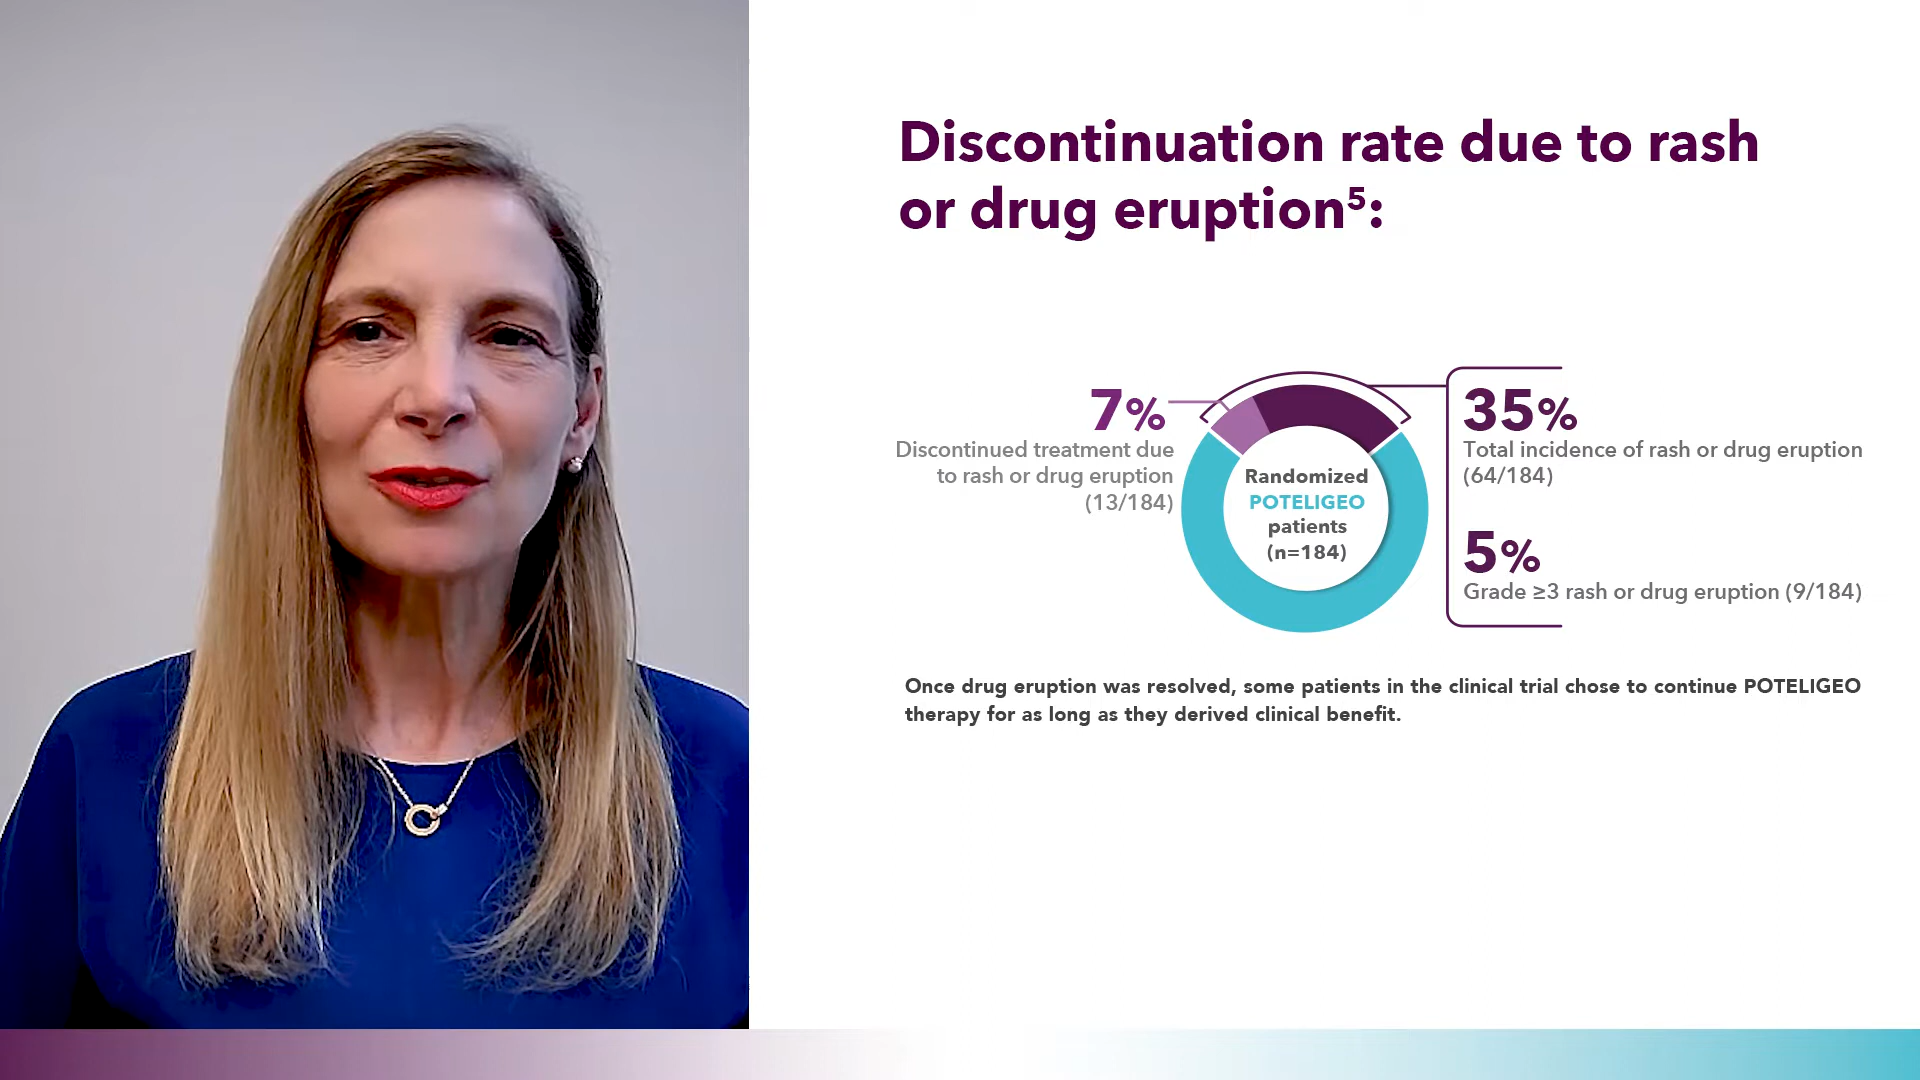 Discontinuation rate due to rash
or drug eruption⁵:
7%
Discontinued treatment due
to rash or drug eruption
(13/184)
Randomized
POTELIGEO
patients
(n=184)
35%
Total incidence of rash or drug eruption
(64/184)
5%
Grade ≥3 rash or drug eruption (9/184)
Once drug eruption was resolved, some patients in the clinical trial chose to continue POTELIGEO
therapy for as long as they derived clinical benefit.